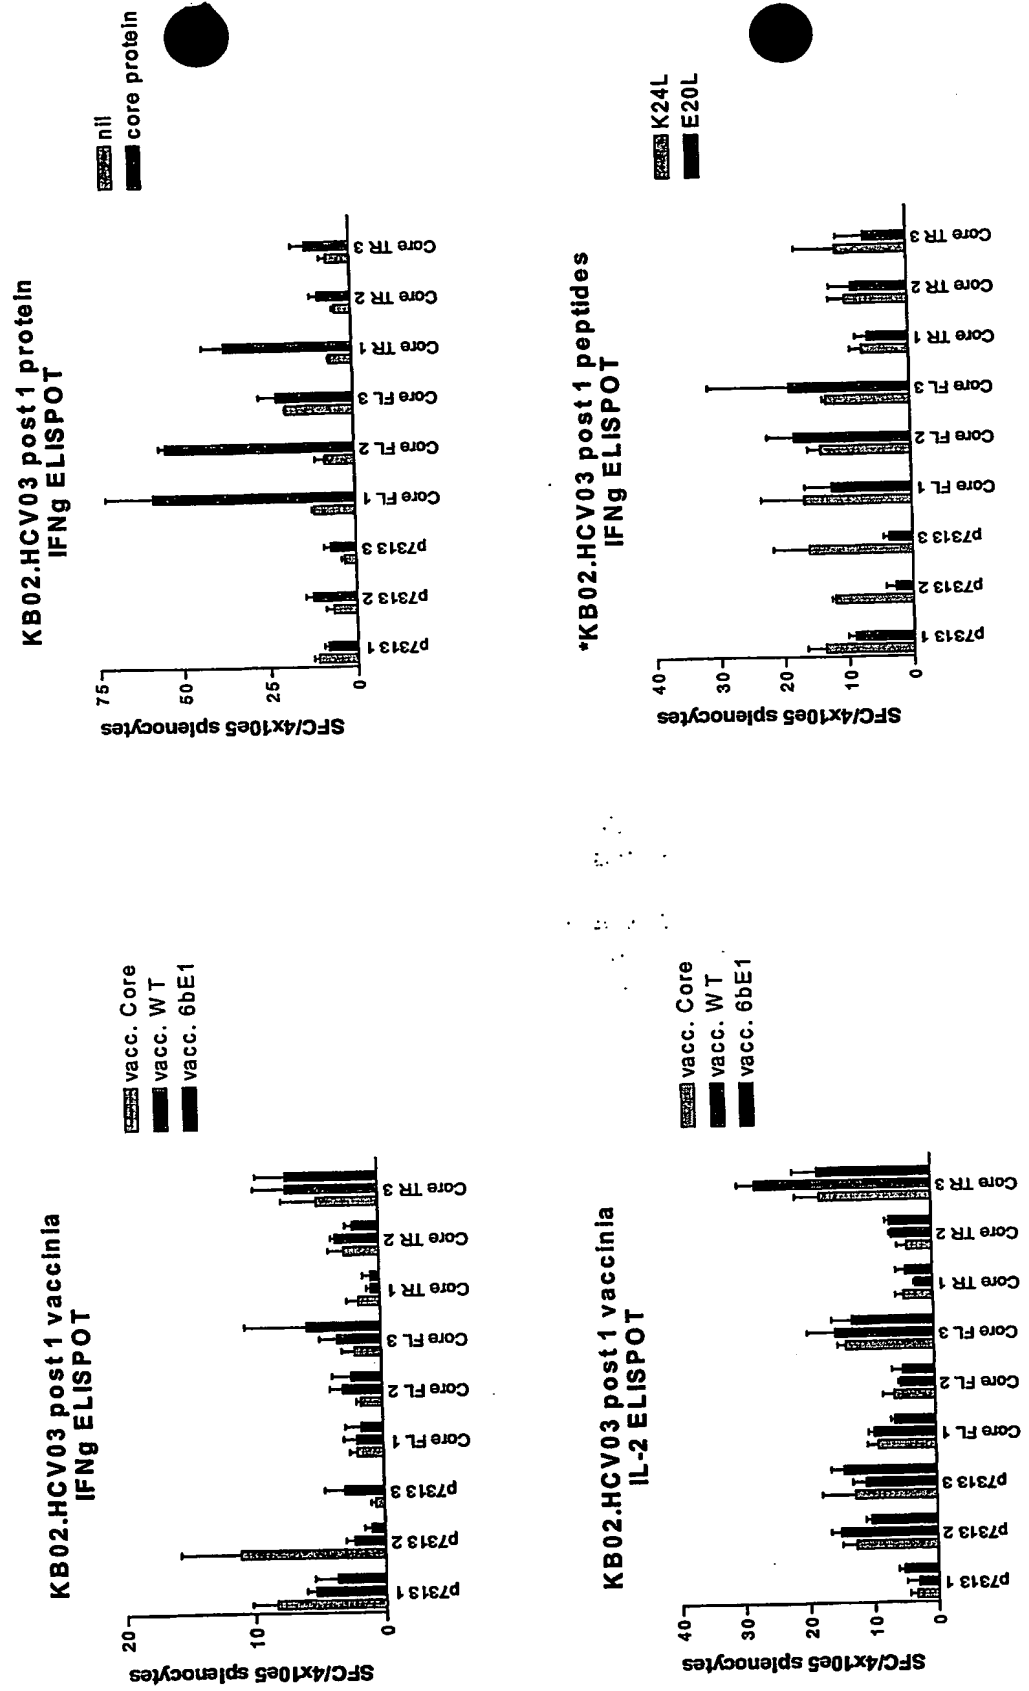 KB02.HCV03 post 1 vaccinia
IFNg ELISPOT
vacc. Core
vacc. WT
vacc. 6bE1
SFC/4x10e5 splenocytes
20
10
0
p7313 1
p7313 2
p7313 3
Core FL 1
Core FL 2
Core FL 3
Core TR 1
Core TR 2
Core TR 3
KB02.HCV03 post 1 protein
IFNg ELISPOT
nil
core protein
SFC/4x10e5 splenocytes
75
50
25
0
p7313 1
p7313 2
p7313 3
Core FL 1
Core FL 2
Core FL 3
Core TR 1
Core TR 2
Core TR 3
KB02.HCV03 post 1 vaccinia
IL-2 ELISPOT
vacc. Core
vacc. WT
vacc. 6bE1
SFC/4x10e5 splenocytes
40
30
20
10
0
p7313 1
p7313 2
p7313 3
Core FL 1
Core FL 2
Core FL 3
Core TR 1
Core TR 2
Core TR 3
*KB02.HCV03 post 1 peptides
IFNg ELISPOT
K24L
E20L
SFC/4x10e5 splenocytes
40
30
20
10
0
p7313 1
p7313 2
p7313 3
Core FL 1
Core FL 2
Core FL 3
Core TR 1
Core TR 2
Core TR 3